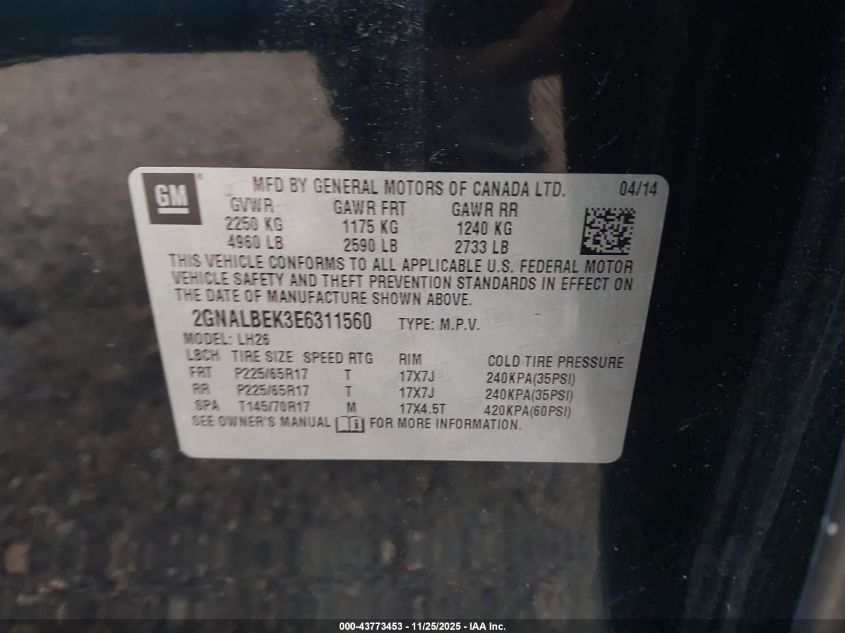 GM
MFD BY GENERAL MOTORS OF CANADA LTD. 04/14
GVWR GAWR FRT GAWR RR
2250 KG 1175 KG 1240 KG
4960 LB 2590 LB 2733 LB
THIS VEHICLE CONFORMS TO ALL APPLICABLE U.S. FEDERAL MOTOR
VEHICLE SAFETY AND THEFT PREVENTION STANDARDS IN EFFECT ON
THE DATE OF MANUFACTURE SHOWN ABOVE.
2GNALBEK3E6311560 TYPE: M.P.V.
MODEL: LH26
LBCH TIRE SIZE SPEED RTG RIM COLD TIRE PRESSURE
FRT P225/65R17 T 17X7J 240KPA(35PSI)
RR P225/65R17 T 17X7J 240KPA(35PSI)
SPA T145/70R17 M 17X4.5T 420KPA(60PSI)
SEE OWNER'S MANUAL FOR MORE INFORMATION.
000-43773453 - 11/25/2025 - IAA Inc.